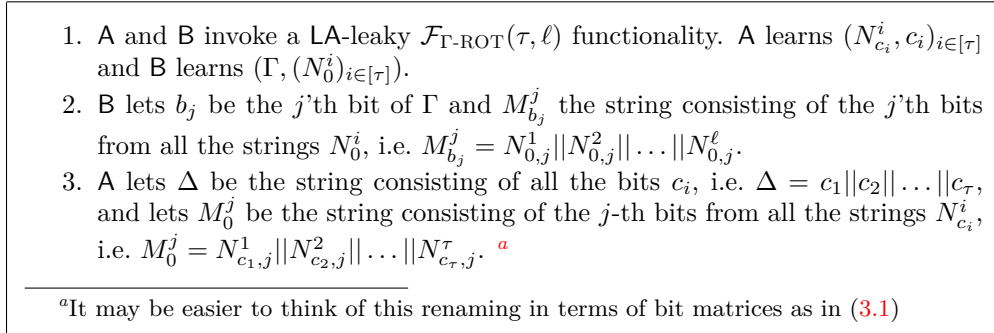 1. A and B invoke a LA-leaky F_{Γ-ROT}(τ, ℓ) functionality. A learns (N^i_{c_i}, c_i)_{i∈[τ]}
and B learns (Γ, (N^i_0)_{i∈[τ]}).
2. B lets b_j be the j'th bit of Γ and M^j_{b_j} the string consisting of the j'th bits
from all the strings N^i_0, i.e. M^j_{b_j} = N^1_{0,j}||N^2_{0,j}|| . . . ||N^ℓ_{0,j}.
3. A lets Δ be the string consisting of all the bits c_i, i.e. Δ = c_1||c_2|| . . . ||c_τ,
and lets M^j_0 be the string consisting of the j-th bits from all the strings N^i_{c_i},
i.e. M^j_0 = N^1_{c_1,j}||N^2_{c_2,j}|| . . . ||N^τ_{c_τ,j}. ^a
^aIt may be easier to think of this renaming in terms of bit matrices as in (3.1)